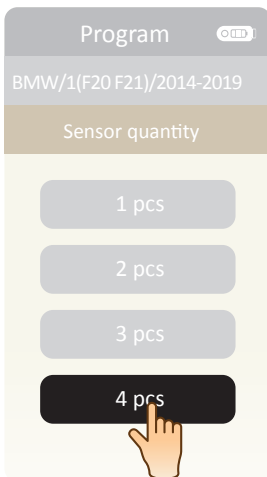 Program
BMW/1(F20 F21)/2014-2019
Sensor quantity
1 pcs
2 pcs
3 pcs
4 pcs